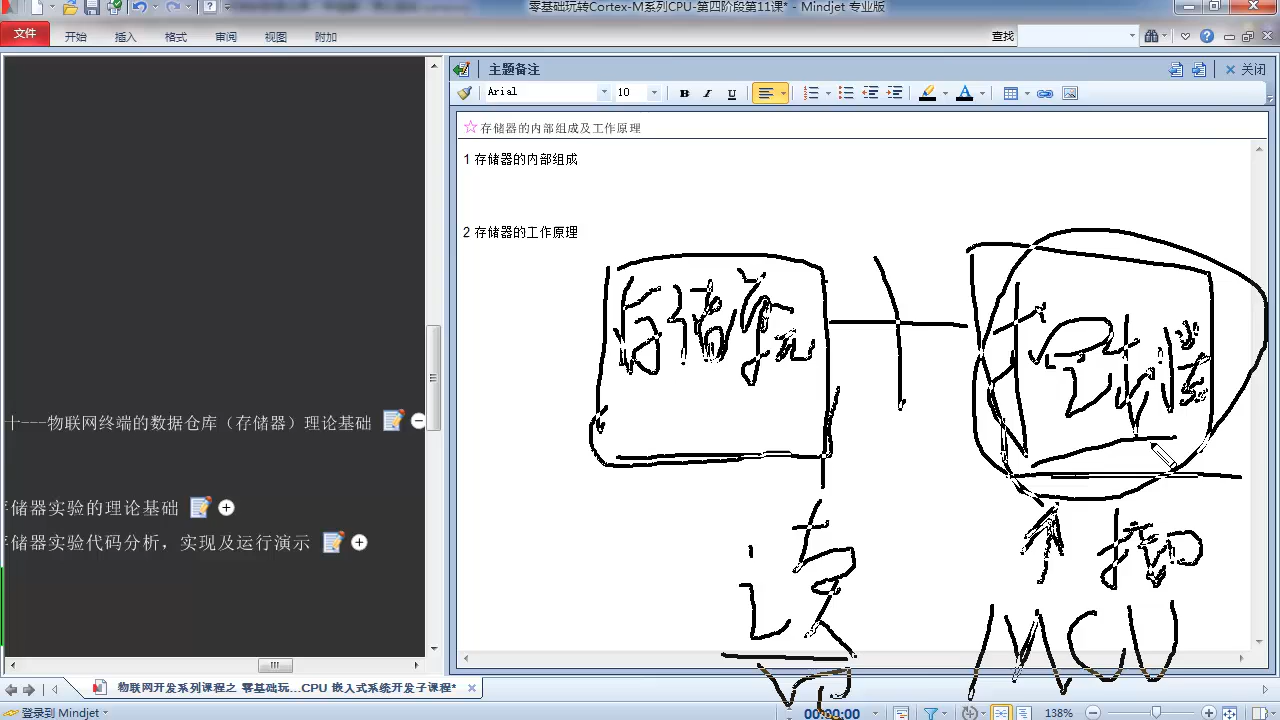 零基础玩转Cortex-M系列CPU-第四阶段第11课* - Mindjet 专业版
文件 开始 插入 格式 审阅 视图 附加 查找
主题备注 关闭
Arial 10 B I U
存储器的内部组成及工作原理
1 存储器的内部组成
2 存储器的工作原理
存储单元 控制器
十---物联网终端的数据仓库（存储器）理论基础
储器实验的理论基础
储器实验代码分析，实现及运行演示
读
MCU
物联网开发系列课程之 零基础玩...CPU 嵌入式系统开发子课程*
登录到 Mindjet 00:00:00 138%